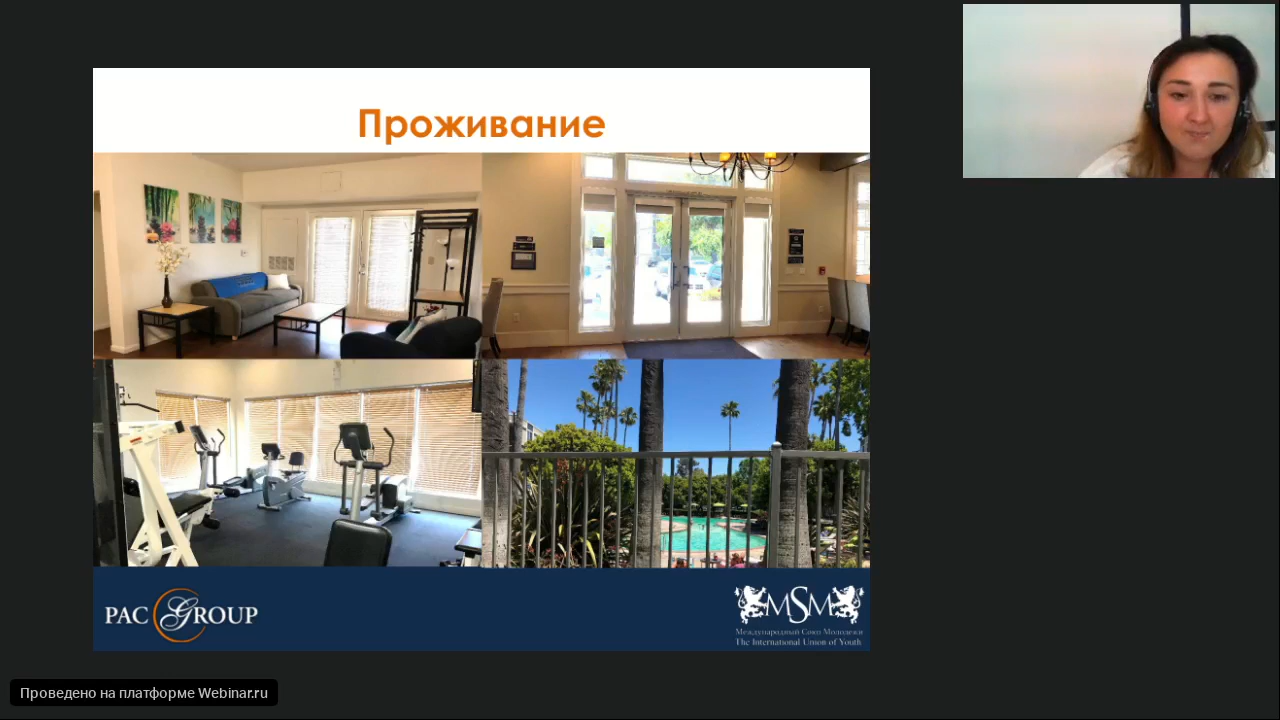 Проживание
PAC GROUP
MSM
Международный Союз Молодежи
The International Union of Youth
Проведено на платформе Webinar.ru